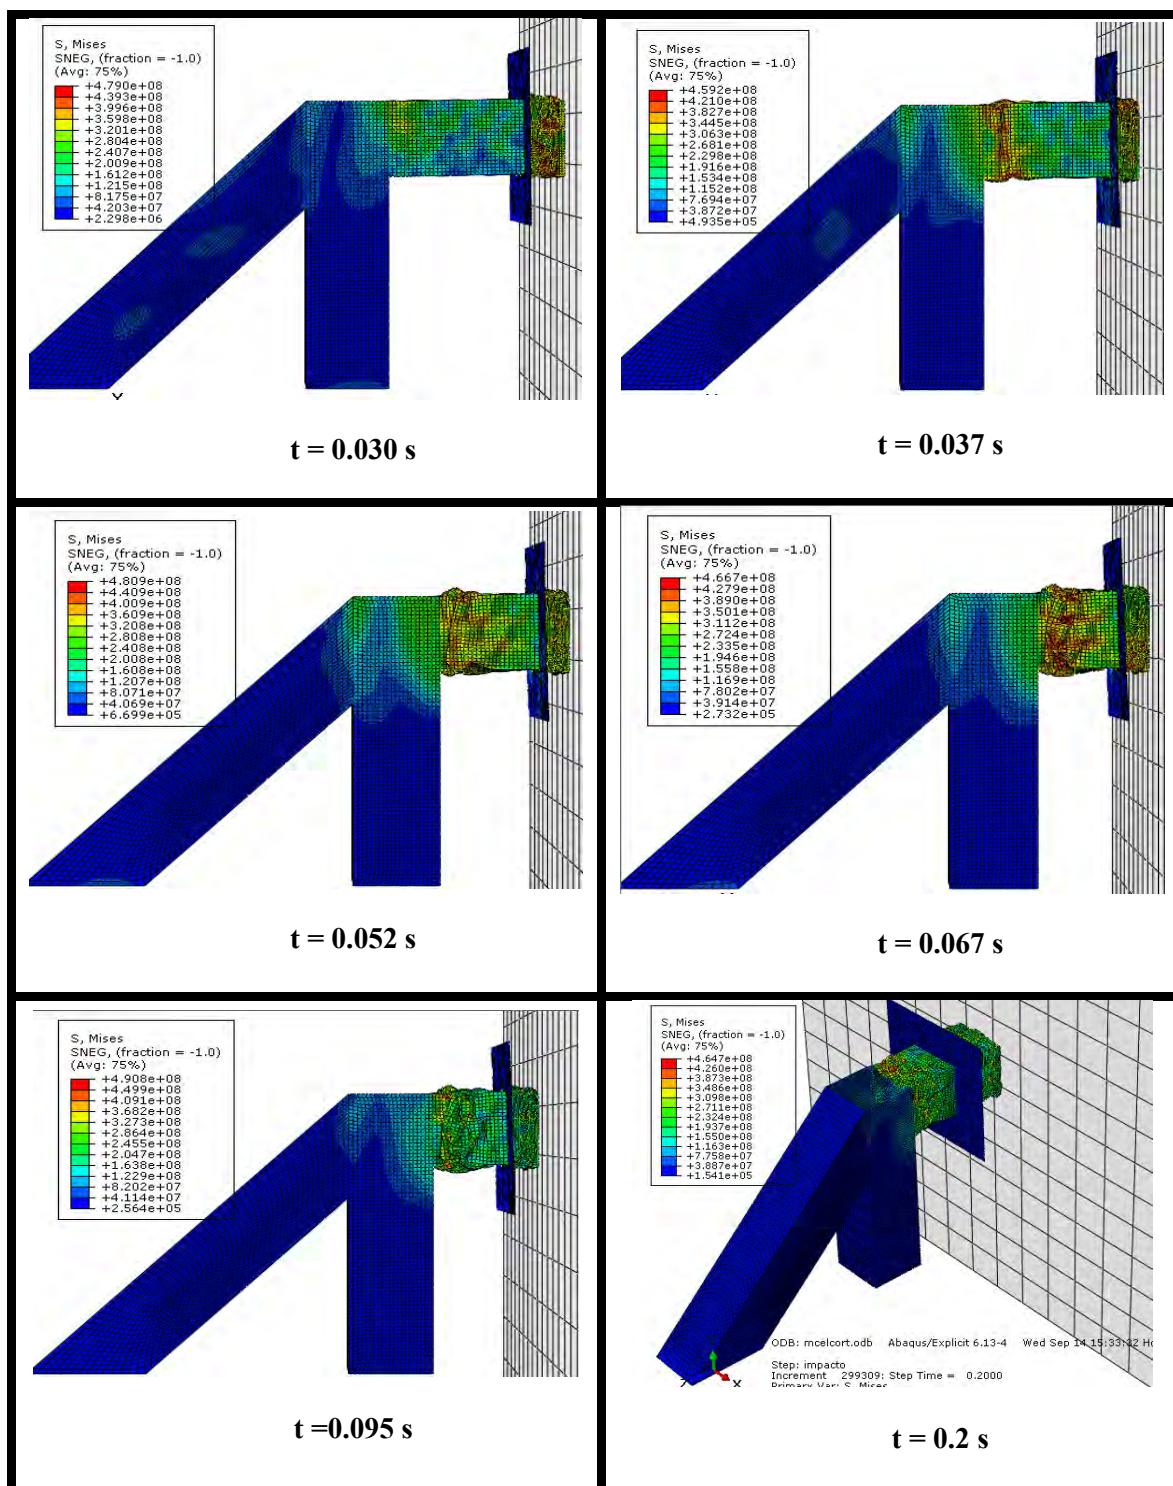 S, Mises
SNEG, (fraction = -1.0)
(Avg: 75%)
+4.790e+08
+4.393e+08
+3.996e+08
+3.598e+08
+3.201e+08
+2.804e+08
+2.407e+08
+2.009e+08
+1.612e+08
+1.215e+08
+8.175e+07
+4.203e+07
+2.298e+06
t = 0.030 s
S, Mises
SNEG, (fraction = -1.0)
(Avg: 75%)
+4.592e+08
+4.210e+08
+3.827e+08
+3.445e+08
+3.063e+08
+2.681e+08
+2.298e+08
+1.916e+08
+1.534e+08
+1.152e+08
+7.694e+07
+3.872e+07
+4.935e+05
t = 0.037 s
S, Mises
SNEG, (fraction = -1.0)
(Avg: 75%)
+4.809e+08
+4.409e+08
+4.009e+08
+3.609e+08
+3.208e+08
+2.808e+08
+2.408e+08
+2.008e+08
+1.608e+08
+1.207e+08
+8.071e+07
+4.069e+07
+6.699e+05
t = 0.052 s
S, Mises
SNEG, (fraction = -1.0)
(Avg: 75%)
+4.667e+08
+4.279e+08
+3.890e+08
+3.501e+08
+3.112e+08
+2.724e+08
+2.335e+08
+1.946e+08
+1.558e+08
+1.169e+08
+7.802e+07
+3.914e+07
+2.732e+05
t = 0.067 s
S, Mises
SNEG, (fraction = -1.0)
(Avg: 75%)
+4.908e+08
+4.499e+08
+4.091e+08
+3.682e+08
+3.273e+08
+2.864e+08
+2.455e+08
+2.047e+08
+1.638e+08
+1.229e+08
+8.202e+07
+4.114e+07
+2.564e+05
t =0.095 s
S, Mises
SNEG, (fraction = -1.0)
(Avg: 75%)
+4.647e+08
+4.260e+08
+3.873e+08
+3.486e+08
+3.098e+08
+2.711e+08
+2.324e+08
+1.937e+08
+1.550e+08
+1.163e+08
+7.758e+07
+3.887e+07
+1.541e+05
ODB: mcelcort.odb Abaqus/Explicit 6.13-4 Wed Sep 14 15:33:32 Ho
Step: impacto
Increment 299309: Step Time = 0.2000
Primary Var: S, Mises
Z X
t = 0.2 s